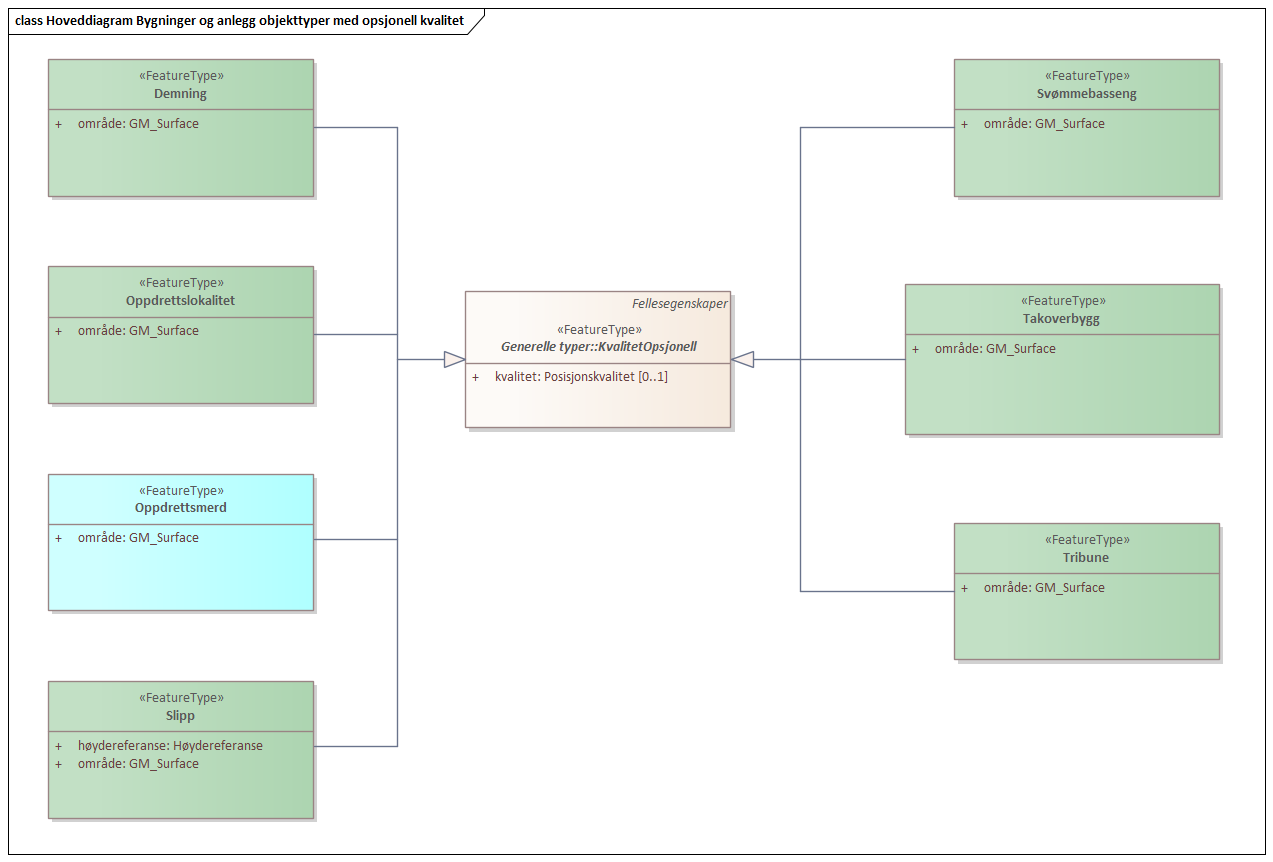 class Hoveddiagram Bygninger og anlegg objekttyper med opsjonell kvalitet
«FeatureType»
Demning
+ område: GM_Surface
«FeatureType»
Oppdrettslokalitet
+ område: GM_Surface
«FeatureType»
Oppdrettsmerd
+ område: GM_Surface
«FeatureType»
Slipp
+ høydereferanse: Høydereferanse
+ område: GM_Surface
Fellesegenskaper
«FeatureType»
Generelle typer::KvalitetOpsjonell
+ kvalitet: Posisjonskvalitet [0..1]
«FeatureType»
Svømmebasseng
+ område: GM_Surface
«FeatureType»
Takoverbygg
+ område: GM_Surface
«FeatureType»
Tribune
+ område: GM_Surface